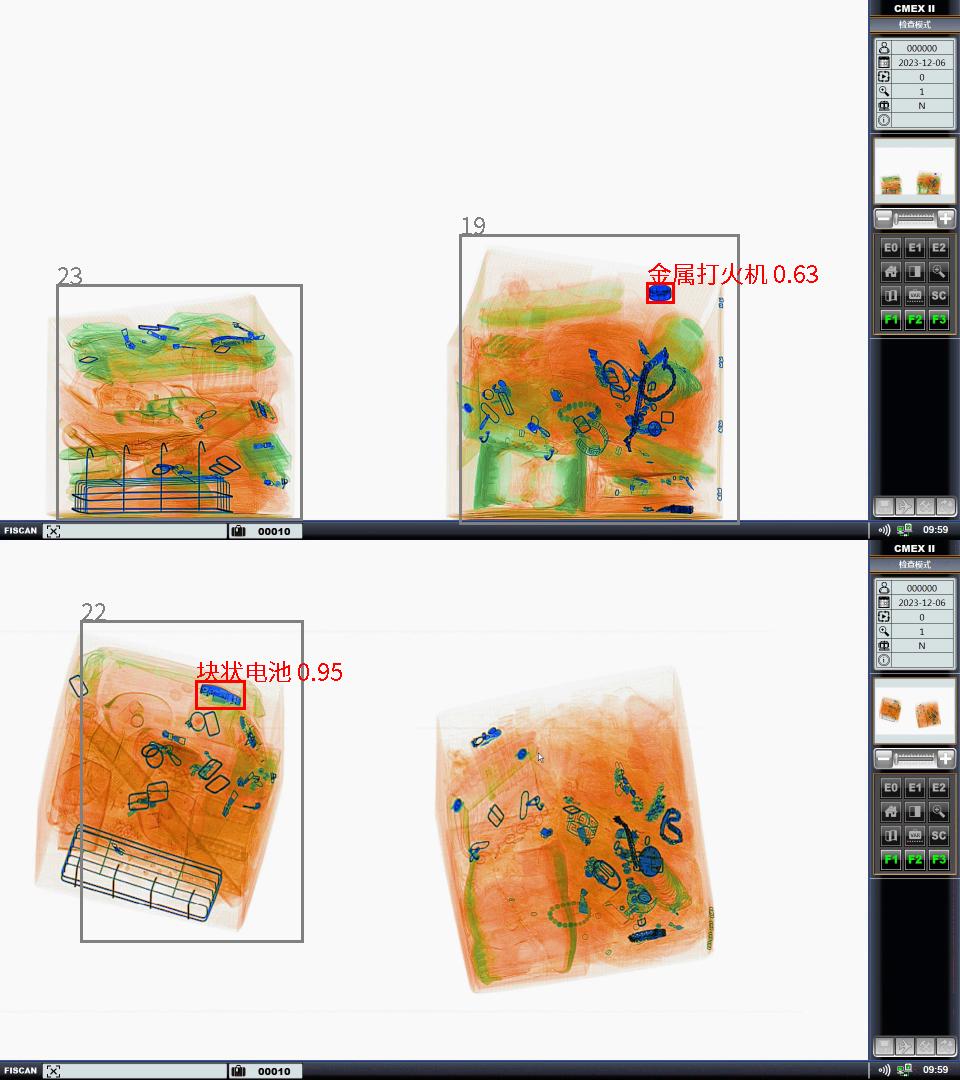 CMEX II
检查模式
000000
2023-12-06
0
1
N
E0 E1 E2
SC
F1 F2 F3
23
19
金属打火机 0.63
FISCAN
00010
09:59
CMEX II
检查模式
000000
2023-12-06
0
1
N
E0 E1 E2
SC
F1 F2 F3
22
块状电池 0.95
FISCAN
00010
09:59